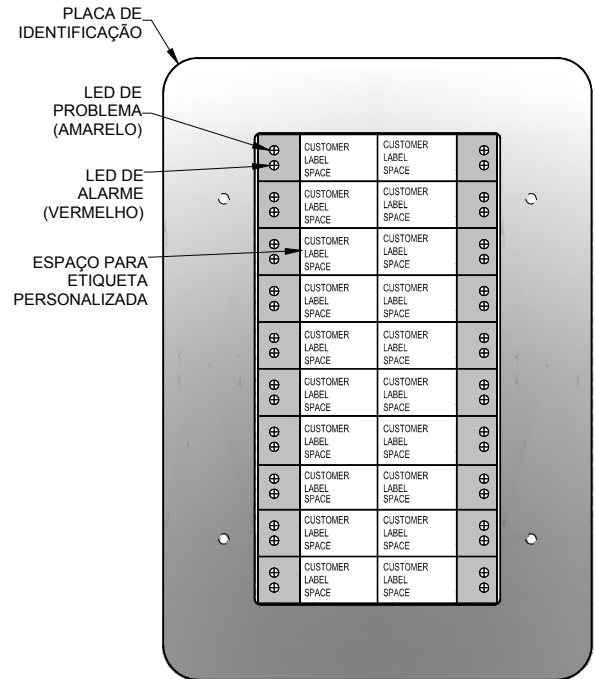 PLACA DE
IDENTIFICAÇÃO
LED DE
PROBLEMA
(AMARELO)
LED DE
ALARME
(VERMELHO)
ESPAÇO PARA
ETIQUETA
PERSONALIZADA
CUSTOMER
LABEL
SPACE
CUSTOMER
LABEL
SPACE
CUSTOMER
LABEL
SPACE
CUSTOMER
LABEL
SPACE
CUSTOMER
LABEL
SPACE
CUSTOMER
LABEL
SPACE
CUSTOMER
LABEL
SPACE
CUSTOMER
LABEL
SPACE
CUSTOMER
LABEL
SPACE
CUSTOMER
LABEL
SPACE
CUSTOMER
LABEL
SPACE
CUSTOMER
LABEL
SPACE
CUSTOMER
LABEL
SPACE
CUSTOMER
LABEL
SPACE
CUSTOMER
LABEL
SPACE
CUSTOMER
LABEL
SPACE
CUSTOMER
LABEL
SPACE
CUSTOMER
LABEL
SPACE
CUSTOMER
LABEL
SPACE
CUSTOMER
LABEL
SPACE